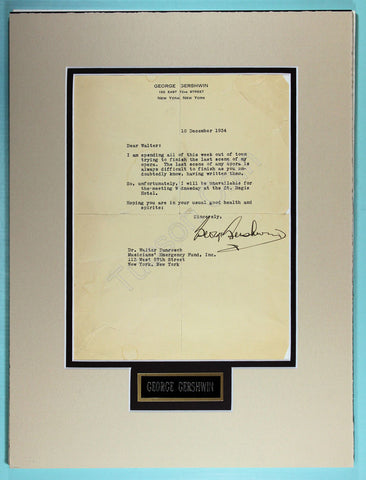 GEORGE GERSHWIN
132 EAST 72nd STREET
NEW YORK, NEW YORK
10 December 1934
Dear Walter:
I am spending all of this week out of town
trying to finish the last scene of my
opera. The last scene of any opera is
always difficult to finish as you un-
doubtedly know, having written them.
So, unfortunately, I will be unavailable for
the meeting Wednesday at the St. Regis
Hotel.
Hoping you are in your usual good health and
spirits:
Sincerely,
George Gershwin
Dr. Walter Damrosch
Musicians' Emergency Fund, Inc.
113 West 57th Street
New York, New York
GEORGE GERSHWIN